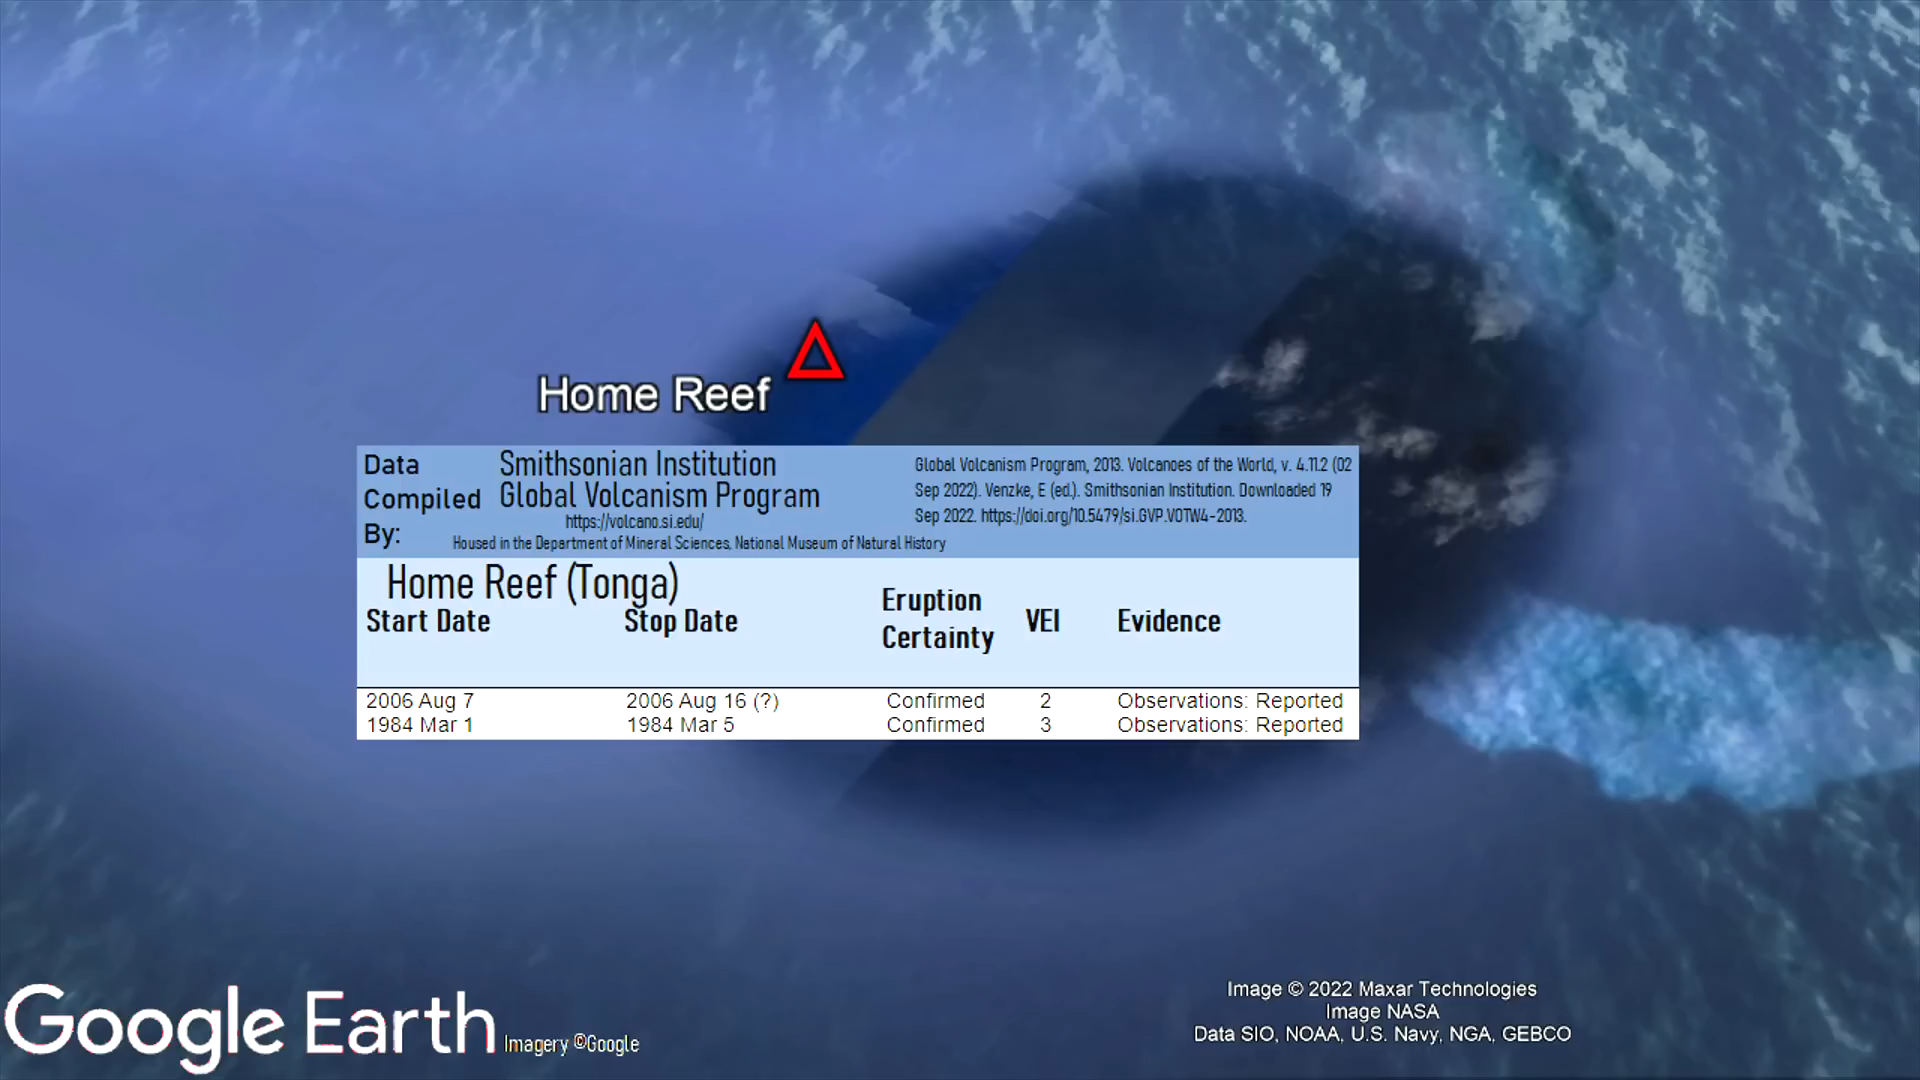 Home Reef
Data
Compiled
By:
Smithsonian Institution
Global Volcanism Program
https://volcano.si.edu/
Housed in the Department of Mineral Sciences, National Museum of Natural History
Global Volcanism Program, 2013. Volcanoes of the World, v. 4.11.2 (02
Sep 2022). Venzke, E (ed.). Smithsonian Institution. Downloaded 19
Sep 2022. https://doi.org/10.5479/si.GVP.VOTW4-2013.
Home Reef (Tonga)
Start Date Stop Date Eruption Certainty VEI Evidence
2006 Aug 7 2006 Aug 16 (?) Confirmed 2 Observations: Reported
1984 Mar 1 1984 Mar 5 Confirmed 3 Observations: Reported
Google Earth Imagery ©Google
Image © 2022 Maxar Technologies
Image NASA
Data SIO, NOAA, U.S. Navy, NGA, GEBCO